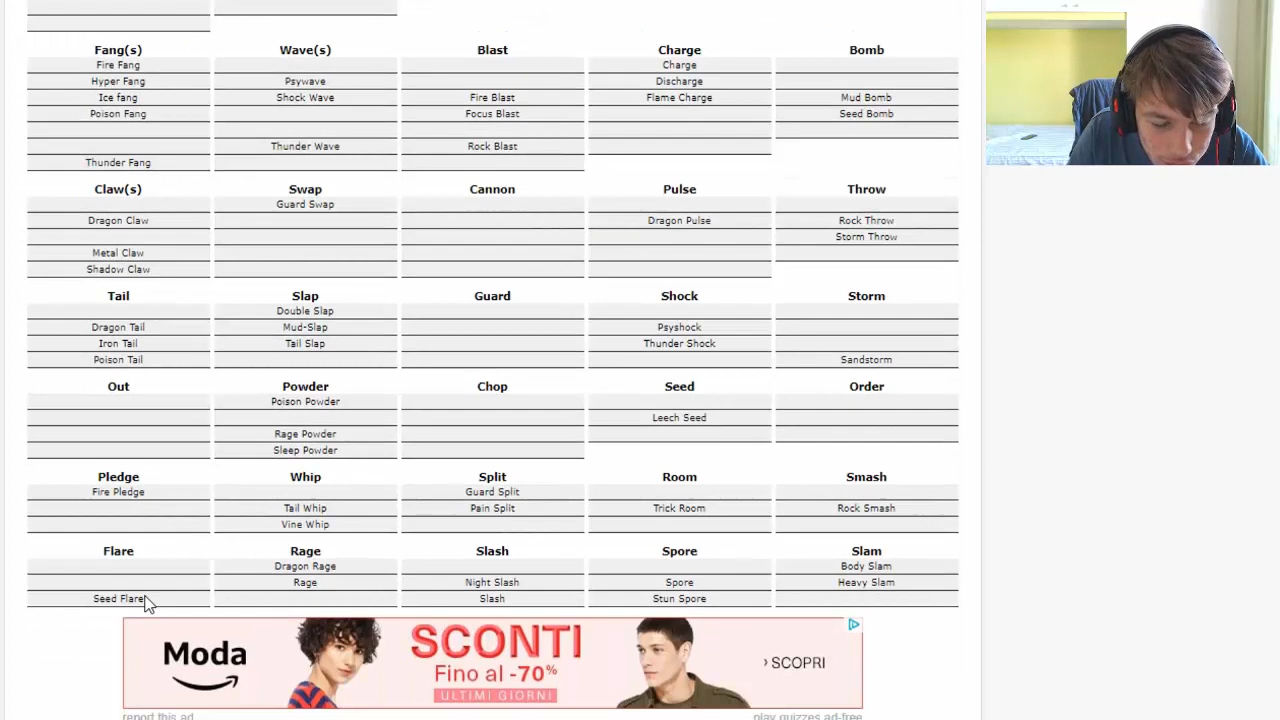 Fang(s) Wave(s) Blast Charge Bomb
Fire Fang Charge
Hyper Fang Psywave Discharge
Ice fang Shock Wave Fire Blast Flame Charge Mud Bomb
Poison Fang Focus Blast Seed Bomb
Thunder Wave Rock Blast
Thunder Fang
Claw(s) Swap Cannon Pulse Throw
Guard Swap
Dragon Claw Dragon Pulse Rock Throw
Storm Throw
Metal Claw
Shadow Claw
Tail Slap Guard Shock Storm
Double Slap
Dragon Tail Mud-Slap Psyshock
Iron Tail Tail Slap Thunder Shock
Poison Tail Sandstorm
Out Powder Chop Seed Order
Poison Powder
Leech Seed
Rage Powder
Sleep Powder
Pledge Whip Split Room Smash
Fire Pledge Guard Split
Tail Whip Pain Split Trick Room Rock Smash
Vine Whip
Flare Rage Slash Spore Slam
Dragon Rage Body Slam
Rage Night Slash Spore Heavy Slam
Seed Flare Slash Stun Spore
Moda SCONTI
Fino al -70%
ULTIMI GIORNI
› SCOPRI
report this ad play quizzes ad-free